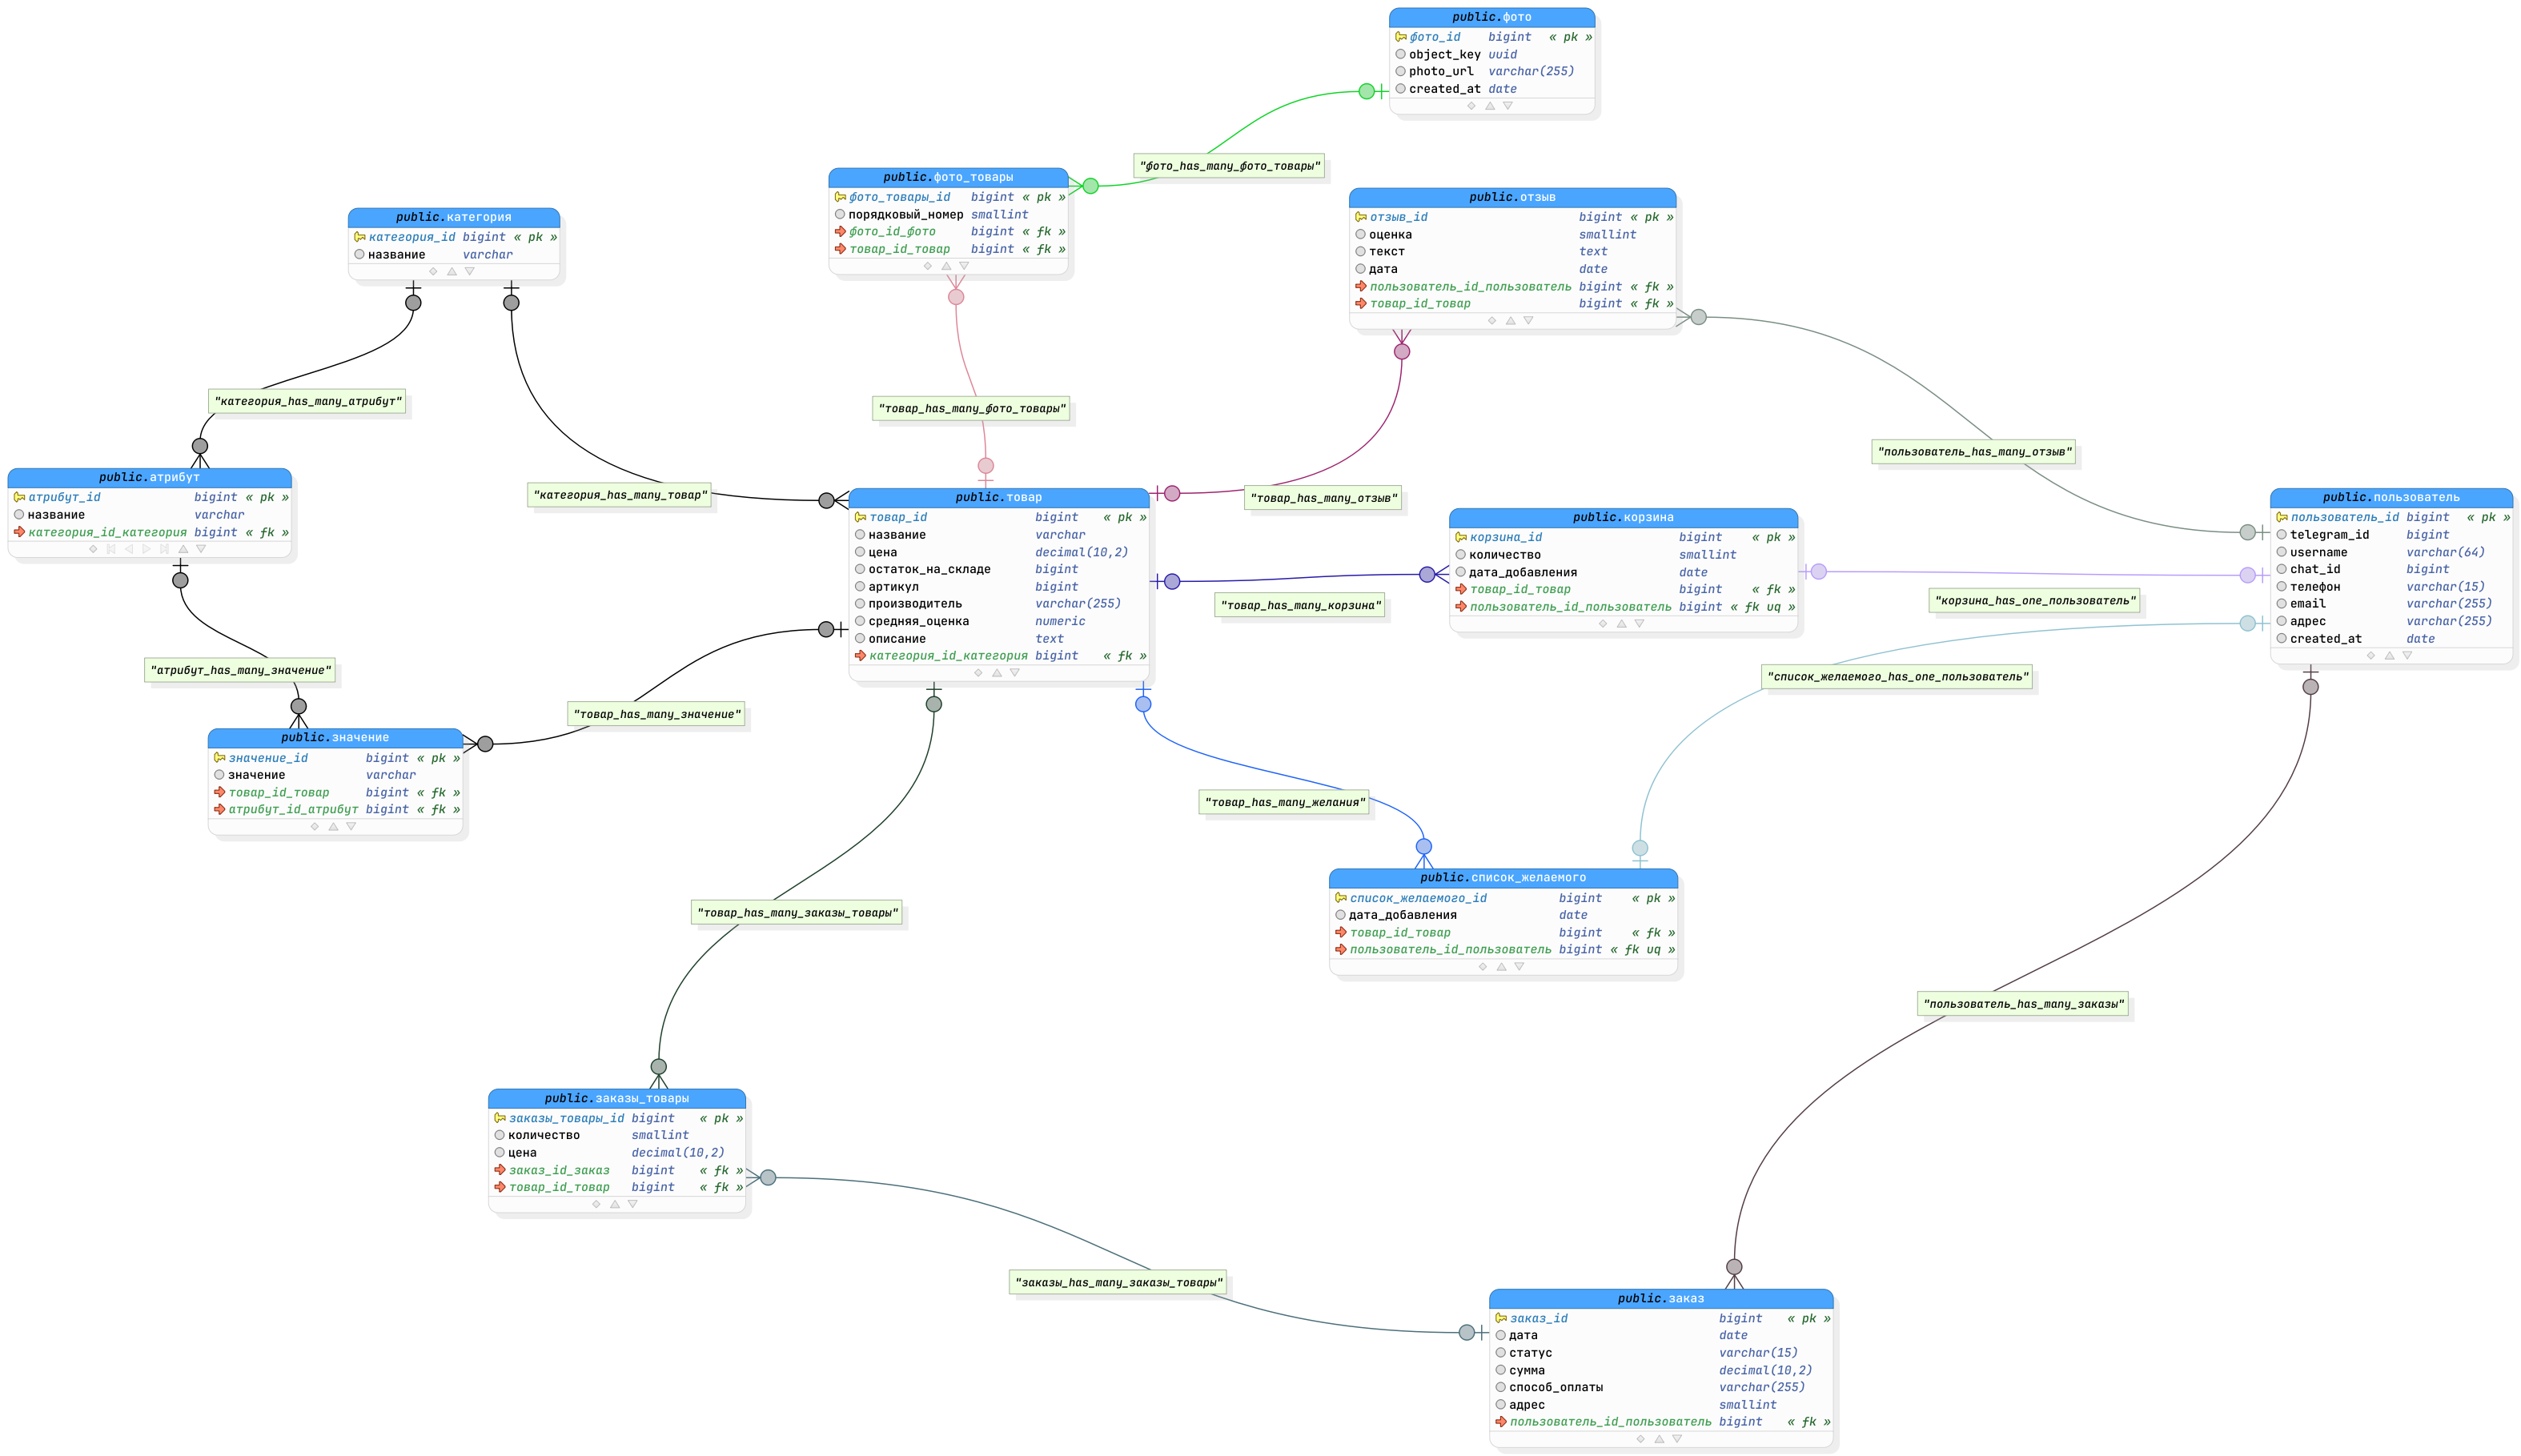 public.фото
фото_id bigint « pk »
object_key uuid
photo_url varchar(255)
created_at date
"фото_has_many_фото_товары"
public.фото_товары
фото_товары_id bigint « pk »
порядковый_номер smallint
фото_id_фото bigint « fk »
товар_id_товар bigint « fk »
public.отзыв
отзыв_id bigint « pk »
оценка smallint
текст text
дата date
пользователь_id_пользователь bigint « fk »
товар_id_товар bigint « fk »
public.категория
категория_id bigint « pk »
название varchar
"категория_has_many_атрибут"
"товар_has_many_фото_товары"
"пользователь_has_many_отзыв"
"категория_has_many_товар"
"товар_has_many_отзыв"
public.атрибут
атрибут_id bigint « pk »
название varchar
категория_id_категория bigint « fk »
public.товар
товар_id bigint « pk »
название varchar
цена decimal(10,2)
остаток_на_складе bigint
артикул bigint
производитель varchar(255)
средняя_оценка numeric
описание text
категория_id_категория bigint « fk »
public.корзина
корзина_id bigint « pk »
количество smallint
дата_добавления date
товар_id_товар bigint « fk »
пользователь_id_пользователь bigint « fk uq »
public.пользователь
пользователь_id bigint « pk »
telegram_id bigint
username varchar(64)
chat_id bigint
телефон varchar(15)
email varchar(255)
адрес varchar(255)
created_at date
"товар_has_many_корзина"
"корзина_has_one_пользователь"
"атрибут_has_many_значение"
"список_желаемого_has_one_пользователь"
"товар_has_many_значение"
public.значение
значение_id bigint « pk »
значение varchar
товар_id_товар bigint « fk »
атрибут_id_атрибут bigint « fk »
"товар_has_many_желания"
public.список_желаемого
список_желаемого_id bigint « pk »
дата_добавления date
товар_id_товар bigint « fk »
пользователь_id_пользователь bigint « fk uq »
"товар_has_many_заказы_товары"
"пользователь_has_many_заказы"
public.заказы_товары
заказы_товары_id bigint « pk »
количество smallint
цена decimal(10,2)
заказ_id_заказ bigint « fk »
товар_id_товар bigint « fk »
"заказы_has_many_заказы_товары"
public.заказ
заказ_id bigint « pk »
дата date
статус varchar(15)
сумма decimal(10,2)
способ_оплаты varchar(255)
адрес smallint
пользователь_id_пользователь bigint « fk »